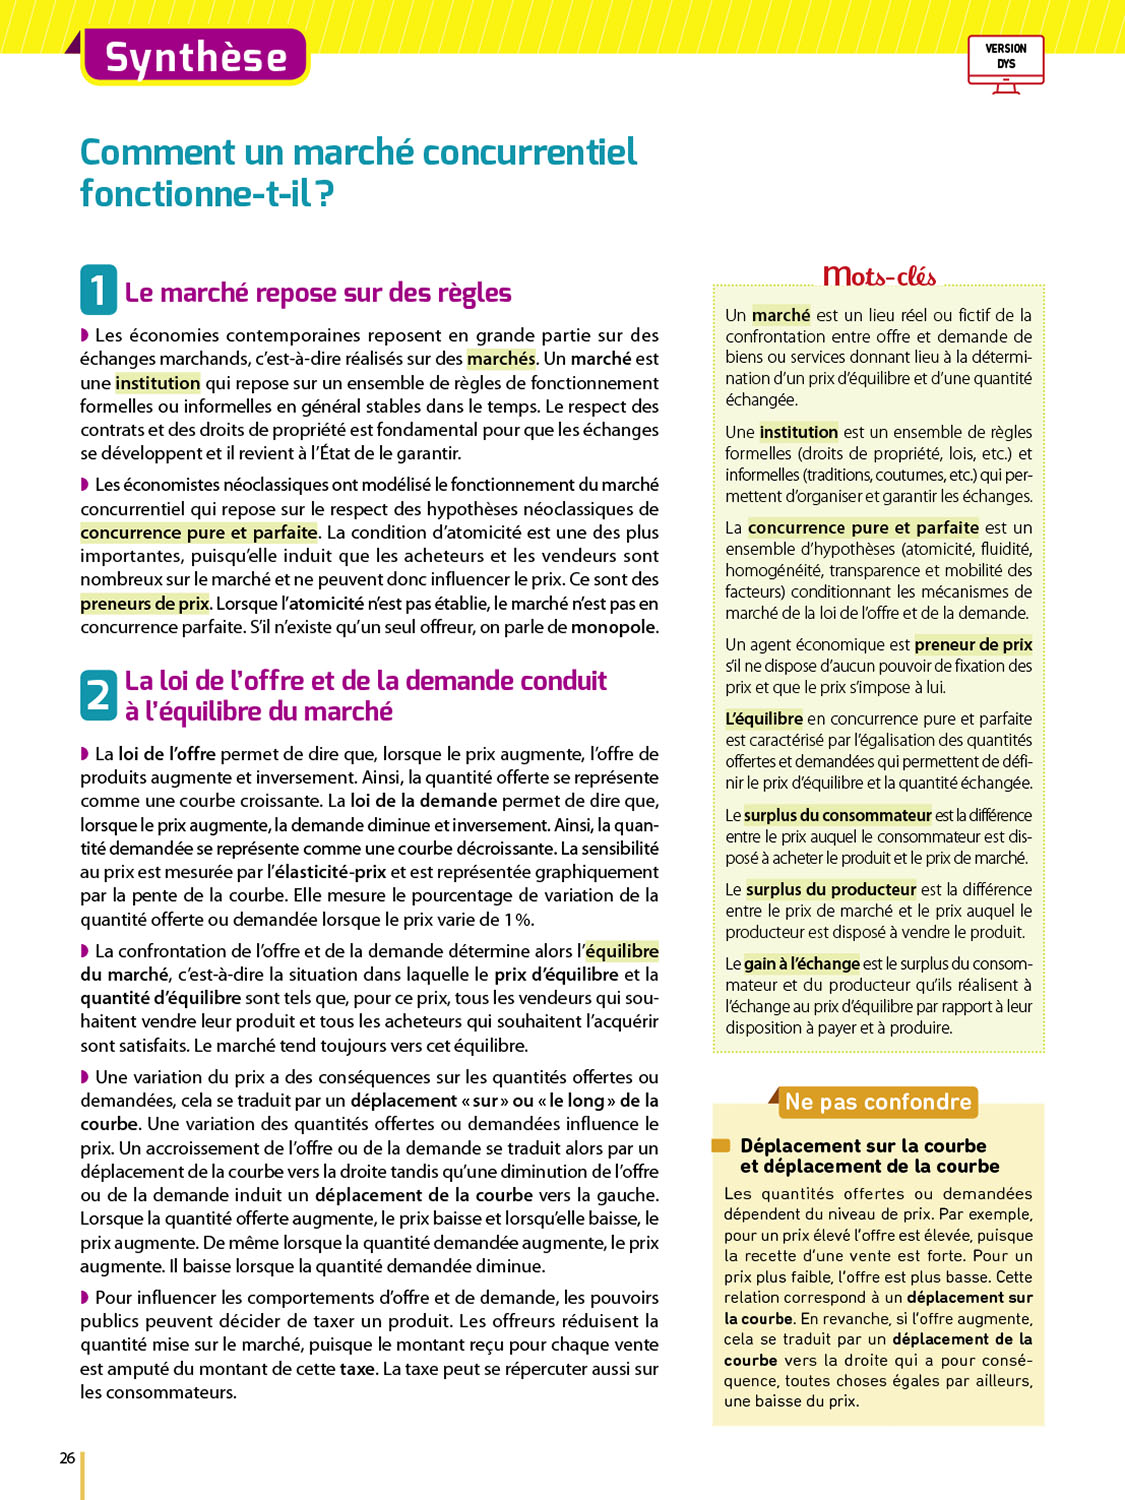 Synthèse
VERSION
DYS
Comment un marché concurrentiel
fonctionne-t-il ?
1 Le marché repose sur des règles
Les économies contemporaines reposent en grande partie sur des
échanges marchands, c’est-à-dire réalisés sur des marchés. Un marché est
une institution qui repose sur un ensemble de règles de fonctionnement
formelles ou informelles en général stables dans le temps. Le respect des
contrats et des droits de propriété est fondamental pour que les échanges
se développent et il revient à l’État de le garantir.
Les économistes néoclassiques ont modélisé le fonctionnement du marché
concurrentiel qui repose sur le respect des hypothèses néoclassiques de
concurrence pure et parfaite. La condition d’atomicité est une des plus
importantes, puisqu’elle induit que les acheteurs et les vendeurs sont
nombreux sur le marché et ne peuvent donc influencer le prix. Ce sont des
preneurs de prix. Lorsque l’atomicité n’est pas établie, le marché n’est pas en
concurrence parfaite. S’il n’existe qu’un seul offreur, on parle de monopole.
2 La loi de l’offre et de la demande conduit
à l’équilibre du marché
La loi de l’offre permet de dire que, lorsque le prix augmente, l’offre de
produits augmente et inversement. Ainsi, la quantité offerte se représente
comme une courbe croissante. La loi de la demande permet de dire que,
lorsque le prix augmente, la demande diminue et inversement. Ainsi, la quan-
tité demandée se représente comme une courbe décroissante. La sensibilité
au prix est mesurée par l’élasticité-prix et est représentée graphiquement
par la pente de la courbe. Elle mesure le pourcentage de variation de la
quantité offerte ou demandée lorsque le prix varie de 1 %.
La confrontation de l’offre et de la demande détermine alors l’équilibre
du marché, c’est-à-dire la situation dans laquelle le prix d’équilibre et la
quantité d’équilibre sont tels que, pour ce prix, tous les vendeurs qui sou-
haitent vendre leur produit et tous les acheteurs qui souhaitent l’acquérir
sont satisfaits. Le marché tend toujours vers cet équilibre.
Une variation du prix a des conséquences sur les quantités offertes ou
demandées, cela se traduit par un déplacement « sur » ou « le long » de la
courbe. Une variation des quantités offertes ou demandées influence le
prix. Un accroissement de l’offre ou de la demande se traduit alors par un
déplacement de la courbe vers la droite tandis qu’une diminution de l’offre
ou de la demande induit un déplacement de la courbe vers la gauche.
Lorsque la quantité offerte augmente, le prix baisse et lorsqu’elle baisse, le
prix augmente. De même lorsque la quantité demandée augmente, le prix
augmente. Il baisse lorsque la quantité demandée diminue.
Pour influencer les comportements d’offre et de demande, les pouvoirs
publics peuvent décider de taxer un produit. Les offreurs réduisent la
quantité mise sur le marché, puisque le montant reçu pour chaque vente
est amputé du montant de cette taxe. La taxe peut se répercuter aussi sur
les consommateurs.
Mots-clés
Un marché est un lieu réel ou fictif de la
confrontation entre offre et demande de
biens ou services donnant lieu à la détermi-
nation d’un prix d’équilibre et d’une quantité
échangée.
Une institution est un ensemble de règles
formelles (droits de propriété, lois, etc.) et
informelles (traditions, coutumes, etc.) qui per-
mettent d’organiser et garantir les échanges.
La concurrence pure et parfaite est un
ensemble d’hypothèses (atomicité, fluidité,
homogénéité, transparence et mobilité des
facteurs) conditionnant les mécanismes de
marché de la loi de l’offre et de la demande.
Un agent économique est preneur de prix
s’il ne dispose d’aucun pouvoir de fixation des
prix et que le prix s’impose à lui.
L’équilibre en concurrence pure et parfaite
est caractérisé par l’égalisation des quantités
offertes et demandées qui permettent de défi-
nir le prix d’équilibre et la quantité échangée.
Le surplus du consommateur est la différence
entre le prix auquel le consommateur est dis-
posé à acheter le produit et le prix de marché.
Le surplus du producteur est la différence
entre le prix de marché et le prix auquel le
producteur est disposé à vendre le produit.
Le gain à l’échange est le surplus du consom-
mateur et du producteur qu’ils réalisent à
l’échange au prix d’équilibre par rapport à leur
disposition à payer et à produire.
Ne pas confondre
Déplacement sur la courbe
et déplacement de la courbe
Les quantités offertes ou demandées
dépendent du niveau de prix. Par exemple,
pour un prix élevé l’offre est élevée, puisque
la recette d’une vente est forte. Pour un
prix plus faible, l’offre est plus basse. Cette
relation correspond à un déplacement sur
la courbe. En revanche, si l’offre augmente,
cela se traduit par un déplacement de la
courbe vers la droite qui a pour consé-
quence, toutes choses égales par ailleurs,
une baisse du prix.
26